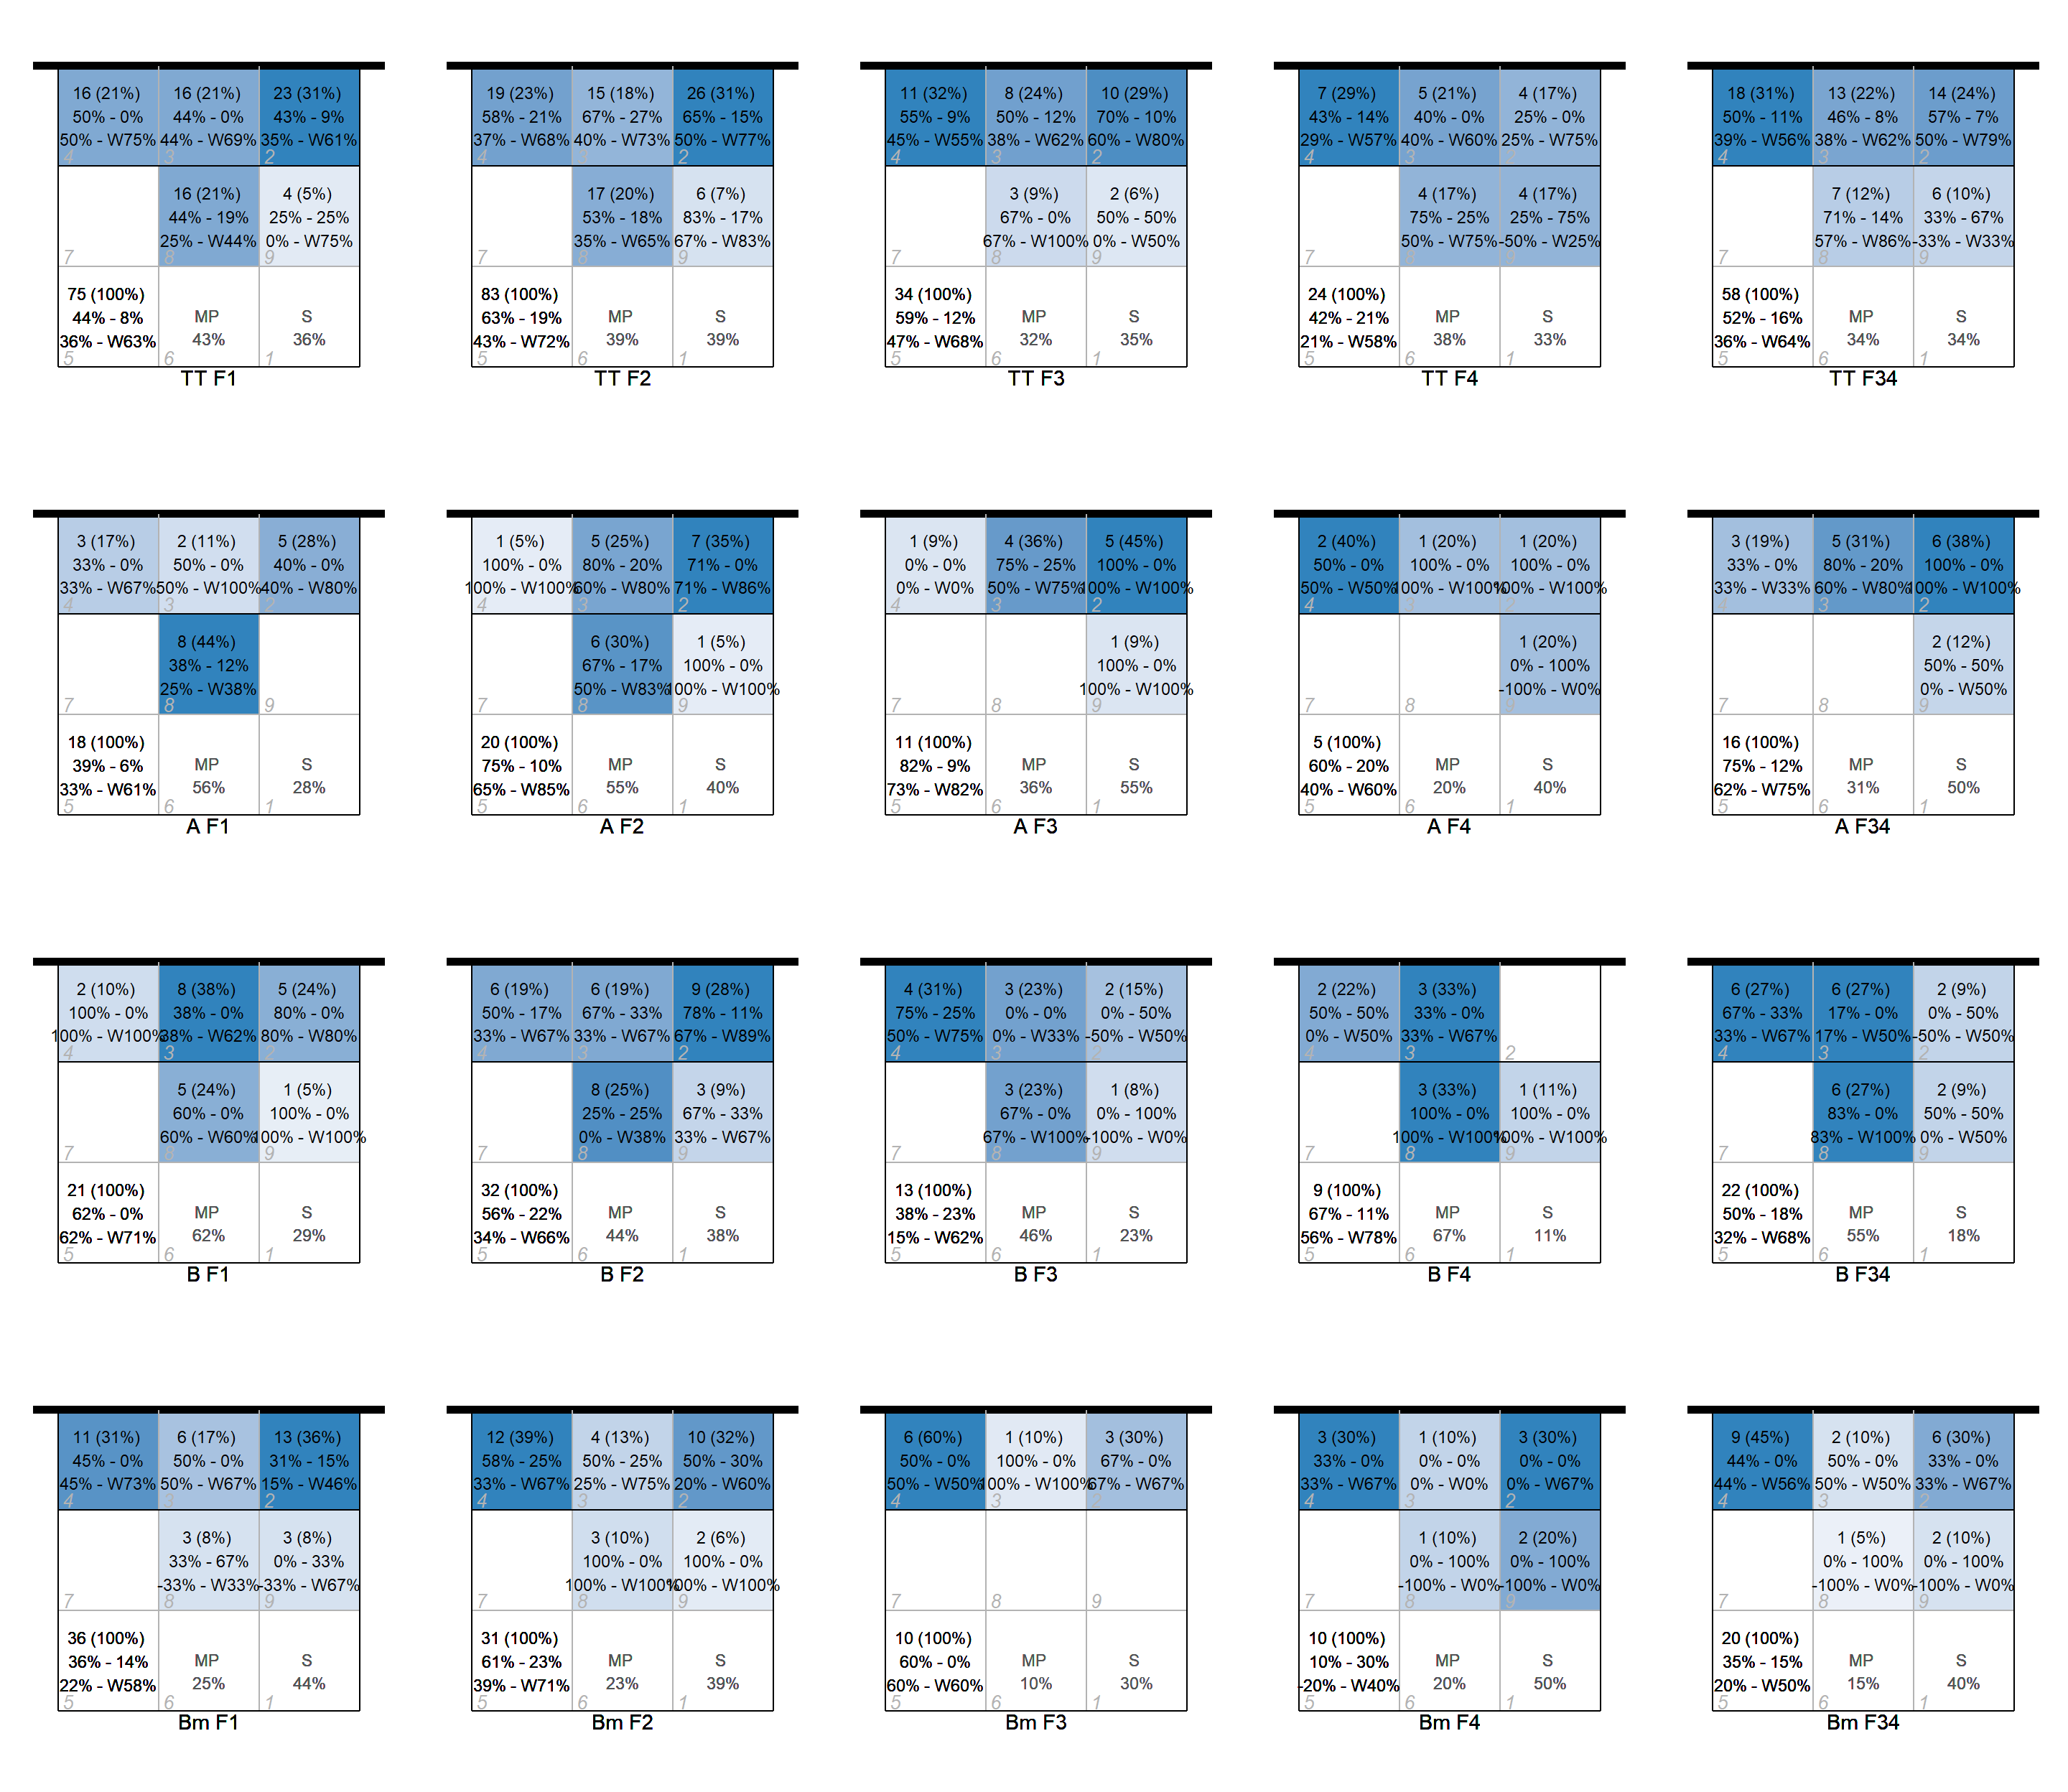 16 (21%) 16 (21%) 23 (31%)
50% - 0% 44% - 0% 43% - 9%
50% - W75% 44% - W69% 35% - W61%
4 3 2
16 (21%) 4 (5%)
44% - 19% 25% - 25%
25% - W44% 0% - W75%
7 8 9
75 (100%)
44% - 8% MP S
36% - W63% 43% 36%
5 6 1
TT F1
19 (23%) 15 (18%) 26 (31%)
58% - 21% 67% - 27% 65% - 15%
37% - W68% 40% - W73% 50% - W77%
4 3 2
17 (20%) 6 (7%)
53% - 18% 83% - 17%
35% - W65% 67% - W83%
7 8 9
83 (100%)
63% - 19% MP S
43% - W72% 39% 39%
5 6 1
TT F2
11 (32%) 8 (24%) 10 (29%)
55% - 9% 50% - 12% 70% - 10%
45% - W55% 38% - W62% 60% - W80%
4 3 2
3 (9%) 2 (6%)
67% - 0% 50% - 50%
67% - W100% 0% - W50%
7 8 9
34 (100%)
59% - 12% MP S
47% - W68% 32% 35%
5 6 1
TT F3
7 (29%) 5 (21%) 4 (17%)
43% - 14% 40% - 0% 25% - 0%
29% - W57% 40% - W60% 25% - W75%
4 3 2
4 (17%) 4 (17%)
75% - 25% 25% - 75%
50% - W75% -50% - W25%
7 8 9
24 (100%)
42% - 21% MP S
21% - W58% 38% 33%
5 6 1
TT F4
18 (31%) 13 (22%) 14 (24%)
50% - 11% 46% - 8% 57% - 7%
39% - W56% 38% - W62% 50% - W79%
4 3 2
7 (12%) 6 (10%)
71% - 14% 33% - 67%
57% - W86% -33% - W33%
7 8 9
58 (100%)
52% - 16% MP S
36% - W64% 34% 34%
5 6 1
TT F34
3 (17%) 2 (11%) 5 (28%)
33% - 0% 50% - 0% 40% - 0%
33% - W67% 50% - W100% 40% - W80%
4 3 2
8 (44%)
38% - 12%
25% - W38%
7 8 9
18 (100%)
39% - 6% MP S
33% - W61% 56% 28%
5 6 1
A F1
1 (5%) 5 (25%) 7 (35%)
100% - 0% 80% - 20% 71% - 0%
100% - W100% 60% - W80% 71% - W86%
4 3 2
6 (30%) 1 (5%)
67% - 17% 100% - 0%
50% - W83% 100% - W100%
7 8 9
20 (100%)
75% - 10% MP S
65% - W85% 55% 40%
5 6 1
A F2
1 (9%) 4 (36%) 5 (45%)
0% - 0% 75% - 25% 100% - 0%
0% - W0% 50% - W75% 100% - W100%
4 3 2
1 (9%)
100% - 0%
100% - W100%
7 8 9
11 (100%)
82% - 9% MP S
73% - W82% 36% 55%
5 6 1
A F3
2 (40%) 1 (20%) 1 (20%)
50% - 0% 100% - 0% 100% - 0%
50% - W50% 100% - W100% 100% - W100%
4 3 2
1 (20%)
0% - 100%
-100% - W0%
7 8 9
5 (100%)
60% - 20% MP S
40% - W60% 20% 40%
5 6 1
A F4
3 (19%) 5 (31%) 6 (38%)
33% - 0% 80% - 20% 100% - 0%
33% - W33% 60% - W80% 100% - W100%
4 3 2
2 (12%)
50% - 50%
0% - W50%
7 8 9
16 (100%)
75% - 12% MP S
62% - W75% 31% 50%
5 6 1
A F34
2 (10%) 8 (38%) 5 (24%)
100% - 0% 38% - 0% 80% - 0%
100% - W100% 38% - W62% 80% - W80%
4 3 2
5 (24%) 1 (5%)
60% - 0% 100% - 0%
60% - W60% 100% - W100%
7 8 9
21 (100%)
62% - 0% MP S
62% - W71% 62% 29%
5 6 1
B F1
6 (19%) 6 (19%) 9 (28%)
50% - 17% 67% - 33% 78% - 11%
33% - W67% 33% - W67% 67% - W89%
4 3 2
8 (25%) 3 (9%)
25% - 25% 67% - 33%
0% - W38% 33% - W67%
7 8 9
32 (100%)
56% - 22% MP S
34% - W66% 44% 38%
5 6 1
B F2
4 (31%) 3 (23%) 2 (15%)
75% - 25% 0% - 0% 0% - 50%
50% - W75% 0% - W33% -50% - W50%
4 3 2
3 (23%) 1 (8%)
67% - 0% 0% - 100%
67% - W100% -100% - W0%
7 8 9
13 (100%)
38% - 23% MP S
15% - W62% 46% 23%
5 6 1
B F3
2 (22%) 3 (33%)
50% - 50% 33% - 0%
0% - W50% 33% - W67%
4 3 2
3 (33%) 1 (11%)
100% - 0% 100% - 0%
100% - W100% 100% - W100%
7 8 9
9 (100%)
67% - 11% MP S
56% - W78% 67% 11%
5 6 1
B F4
6 (27%) 6 (27%) 2 (9%)
67% - 33% 17% - 0% 0% - 50%
33% - W67% 17% - W50% -50% - W50%
4 3 2
6 (27%) 2 (9%)
83% - 0% 50% - 50%
83% - W100% 0% - W50%
7 8 9
22 (100%)
50% - 18% MP S
32% - W68% 55% 18%
5 6 1
B F34
11 (31%) 6 (17%) 13 (36%)
45% - 0% 50% - 0% 31% - 15%
45% - W73% 50% - W67% 15% - W46%
4 3 2
3 (8%) 3 (8%)
33% - 67% 0% - 33%
-33% - W33% -33% - W67%
7 8 9
36 (100%)
36% - 14% MP S
22% - W58% 25% 44%
5 6 1
Bm F1
12 (39%) 4 (13%) 10 (32%)
58% - 25% 50% - 25% 50% - 30%
33% - W67% 25% - W75% 20% - W60%
4 3 2
3 (10%) 2 (6%)
100% - 0% 100% - 0%
100% - W100% 100% - W100%
7 8 9
31 (100%)
61% - 23% MP S
39% - W71% 23% 39%
5 6 1
Bm F2
6 (60%) 1 (10%) 3 (30%)
50% - 0% 100% - 0% 67% - 0%
50% - W50% 100% - W100% 67% - W67%
4 3 2
7 8 9
10 (100%)
60% - 0% MP S
60% - W60% 10% 30%
5 6 1
Bm F3
3 (30%) 1 (10%) 3 (30%)
33% - 0% 0% - 0% 0% - 0%
33% - W67% 0% - W0% 0% - W67%
4 3 2
1 (10%) 2 (20%)
0% - 100% 0% - 100%
-100% - W0% -100% - W0%
7 8 9
10 (100%)
10% - 30% MP S
-20% - W40% 20% 50%
5 6 1
Bm F4
9 (45%) 2 (10%) 6 (30%)
44% - 0% 50% - 0% 33% - 0%
44% - W56% 50% - W50% 33% - W67%
4 3 2
1 (5%) 2 (10%)
0% - 100% 0% - 100%
-100% - W0% -100% - W0%
7 8 9
20 (100%)
35% - 15% MP S
20% - W50% 15% 40%
5 6 1
Bm F34